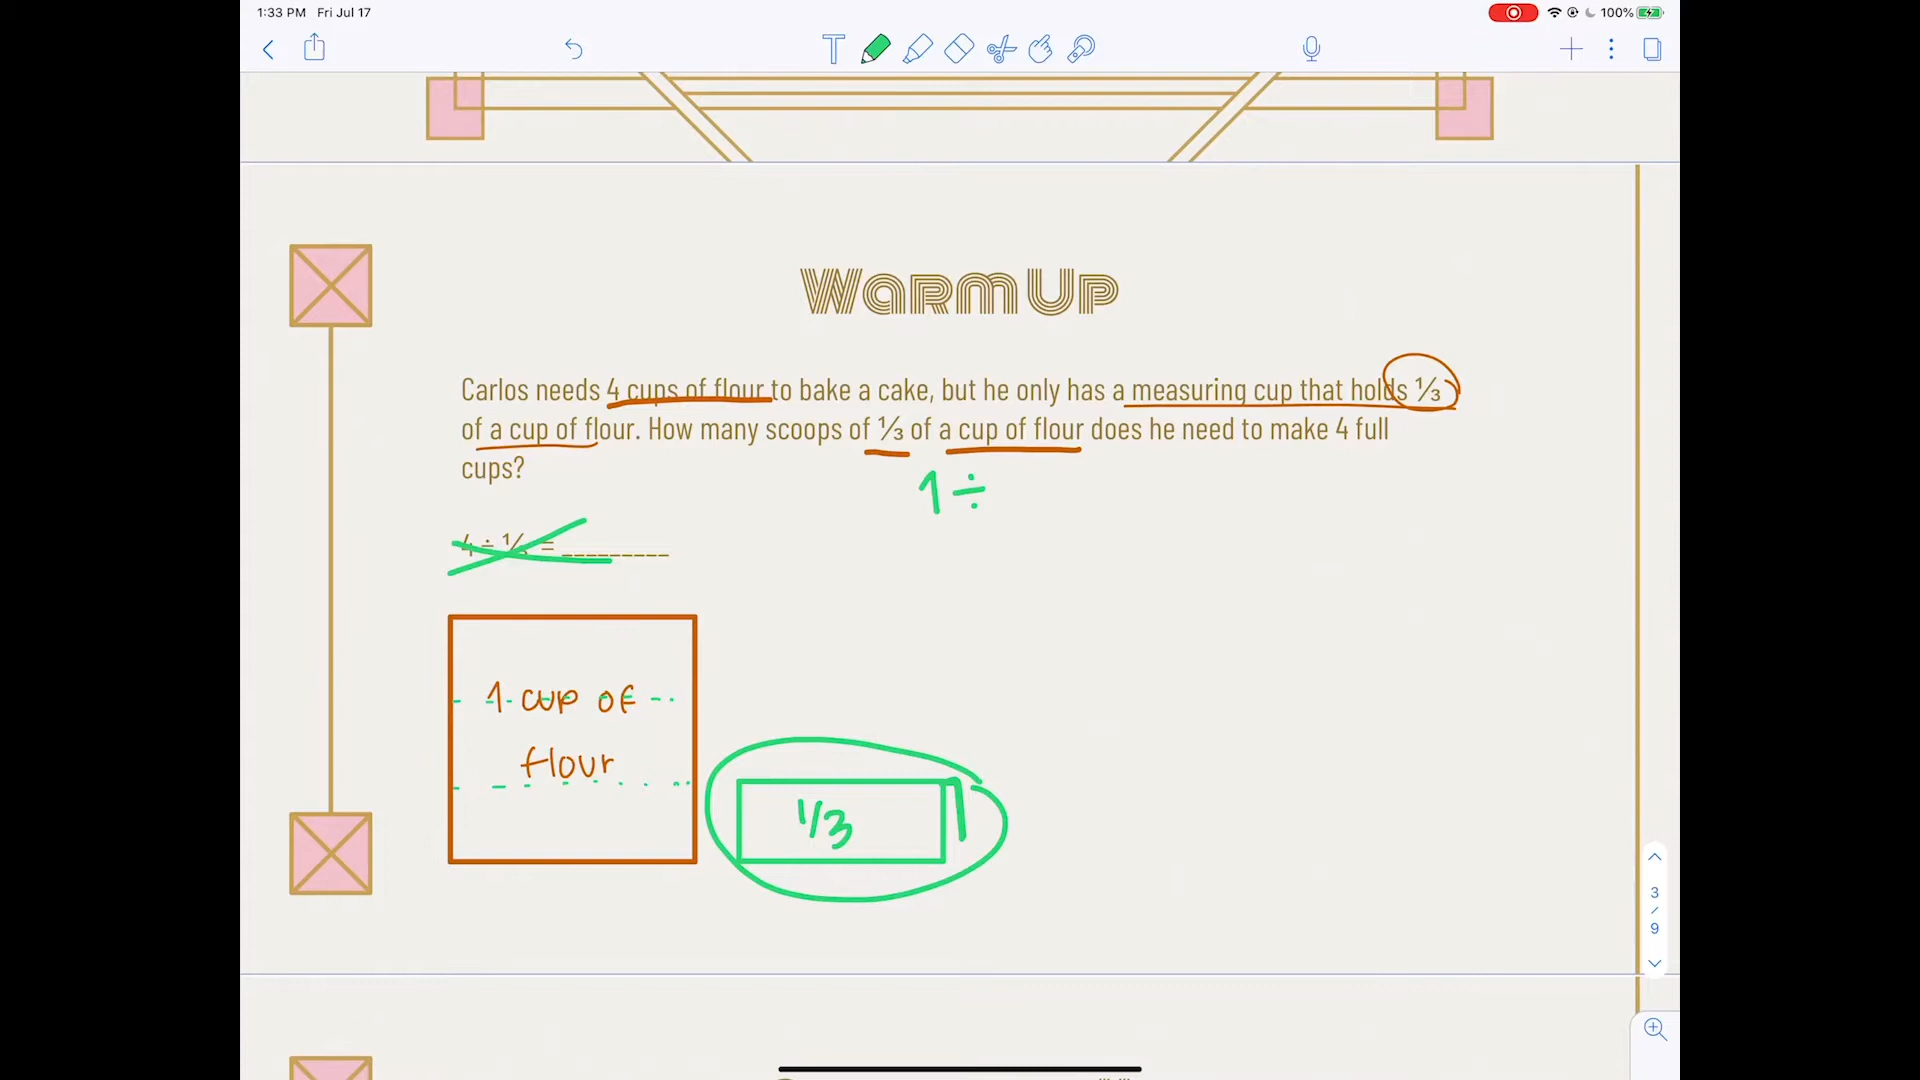 1:33 PM Fri Jul 17
100%
T
Warm Up
Carlos needs 4 cups of flour to bake a cake, but he only has a measuring cup that holds ⅓
of a cup of flour. How many scoops of ⅓ of a cup of flour does he need to make 4 full
cups?
1 ÷
4 ÷ ⅓ = _________
1 cup of
flour
1/3
3
/
9